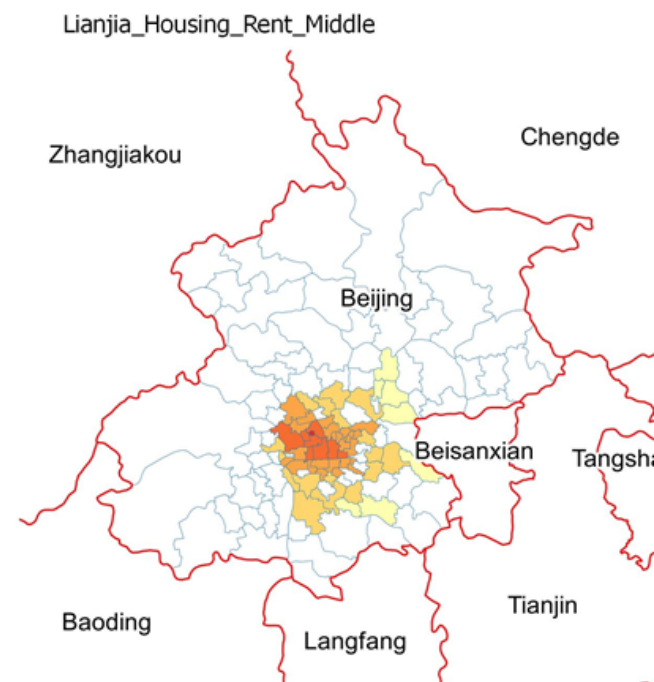 Lianjia_Housing_Rent_Middle
Chengde
Zhangjiakou
Beijing
Beisanxian
Tangsha
Tianjin
Baoding
Langfang